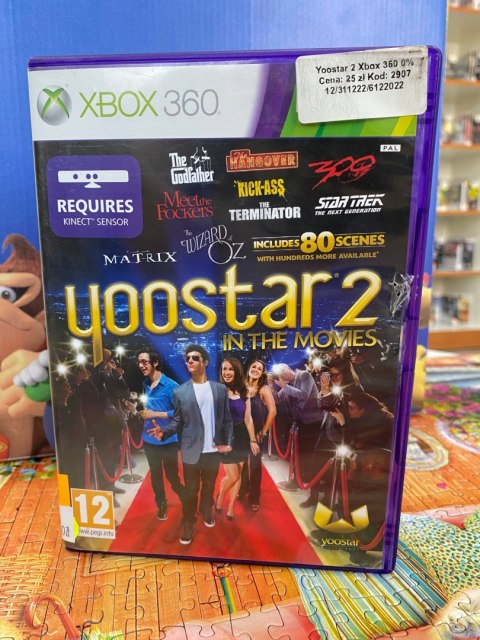 Yoostar 2 Xbox 360 0%
Cena: 25 zł Kod: 2907
12/311222/6122022
XBOX 360
PAL
REQUIRES
KINECT™ SENSOR
The Godfather
THE HANGOVER
300
Meet the Fockers
KICK-ASS
THE TERMINATOR
STAR TREK
THE NEXT GENERATION
MATRIX
The WIZARD of OZ
INCLUDES 80 SCENES
WITH HUNDREDS MORE AVAILABLE*
yoostar 2
IN THE MOVIES
12
www.pegi.info
yoostar